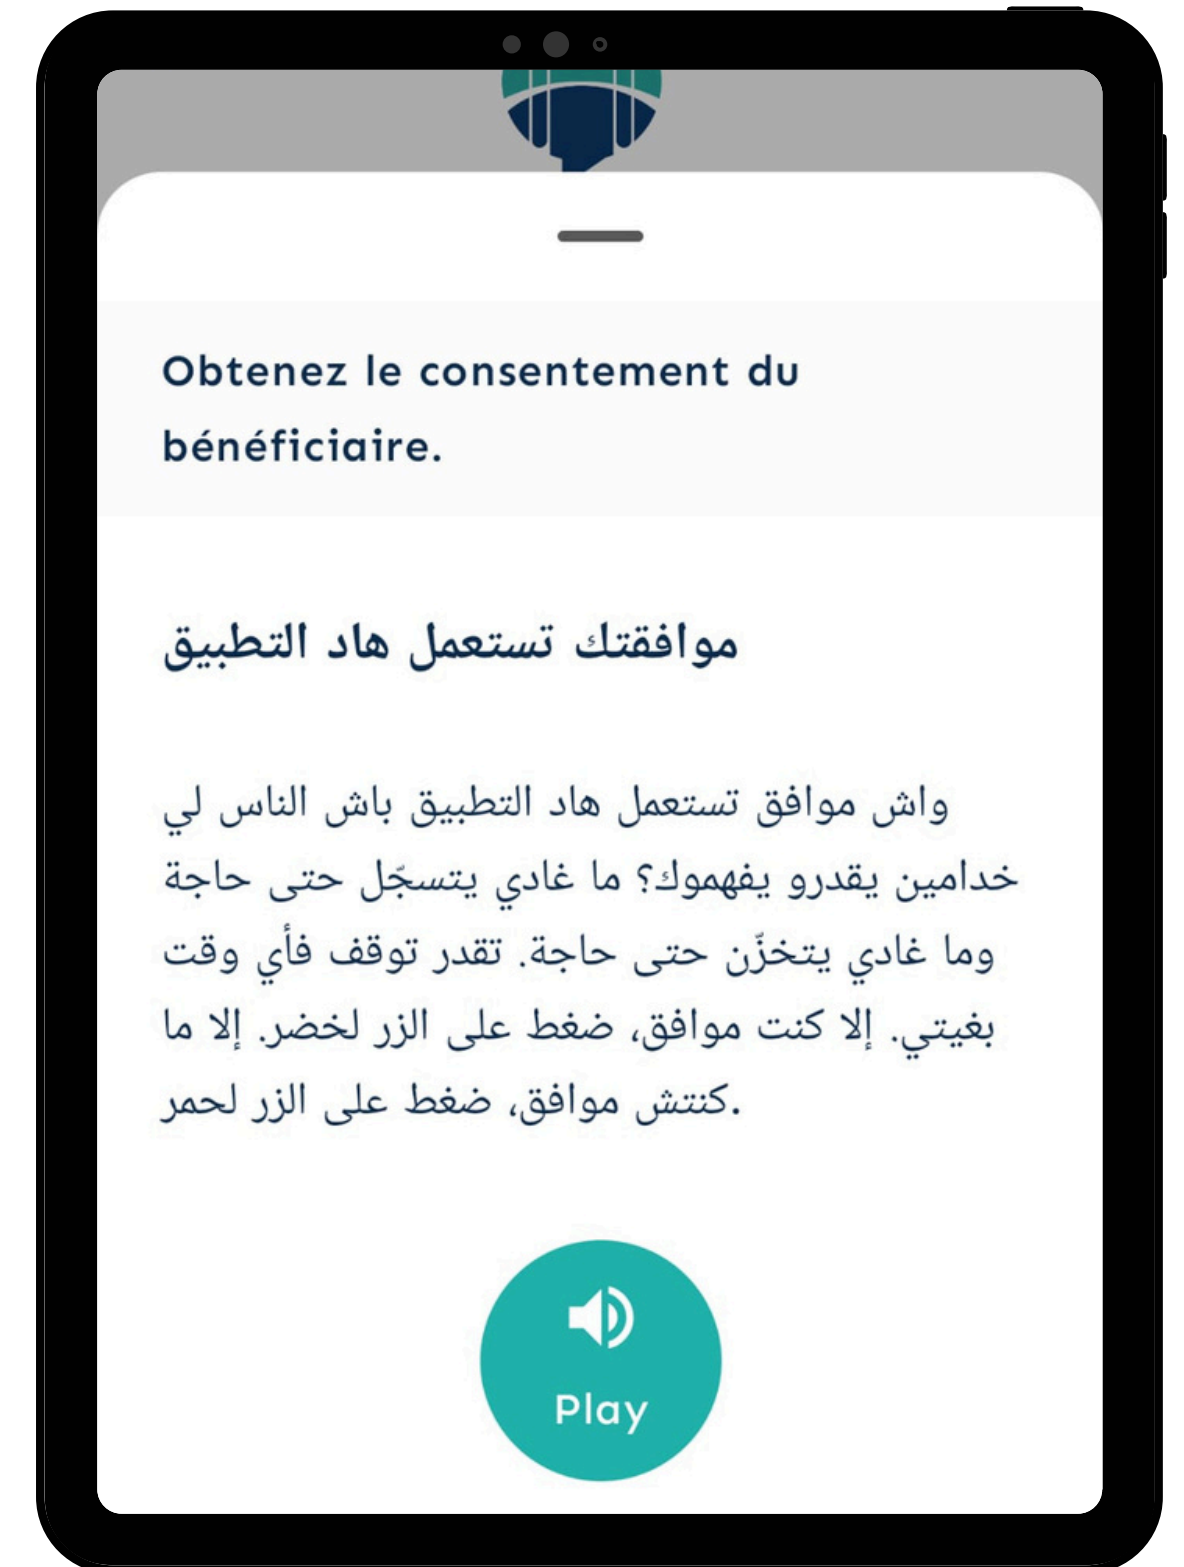 Obtenez le consentement du
bénéficiaire.
موافقتك تستعمل هاد التطبيق
واش موافق تستعمل هاد التطبيق باش الناس لي
خدامين يقدرو يفهموك؟ ما غادي يتسجّل حتى حاجة
وما غادي يتخزّن حتى حاجة. تقدر توقف فأي وقت
بغيتي. إلا كنت موافق، ضغط على الزر لخضر. إلا ما
كنتش موافق، ضغط على الزر لحمر.
Play